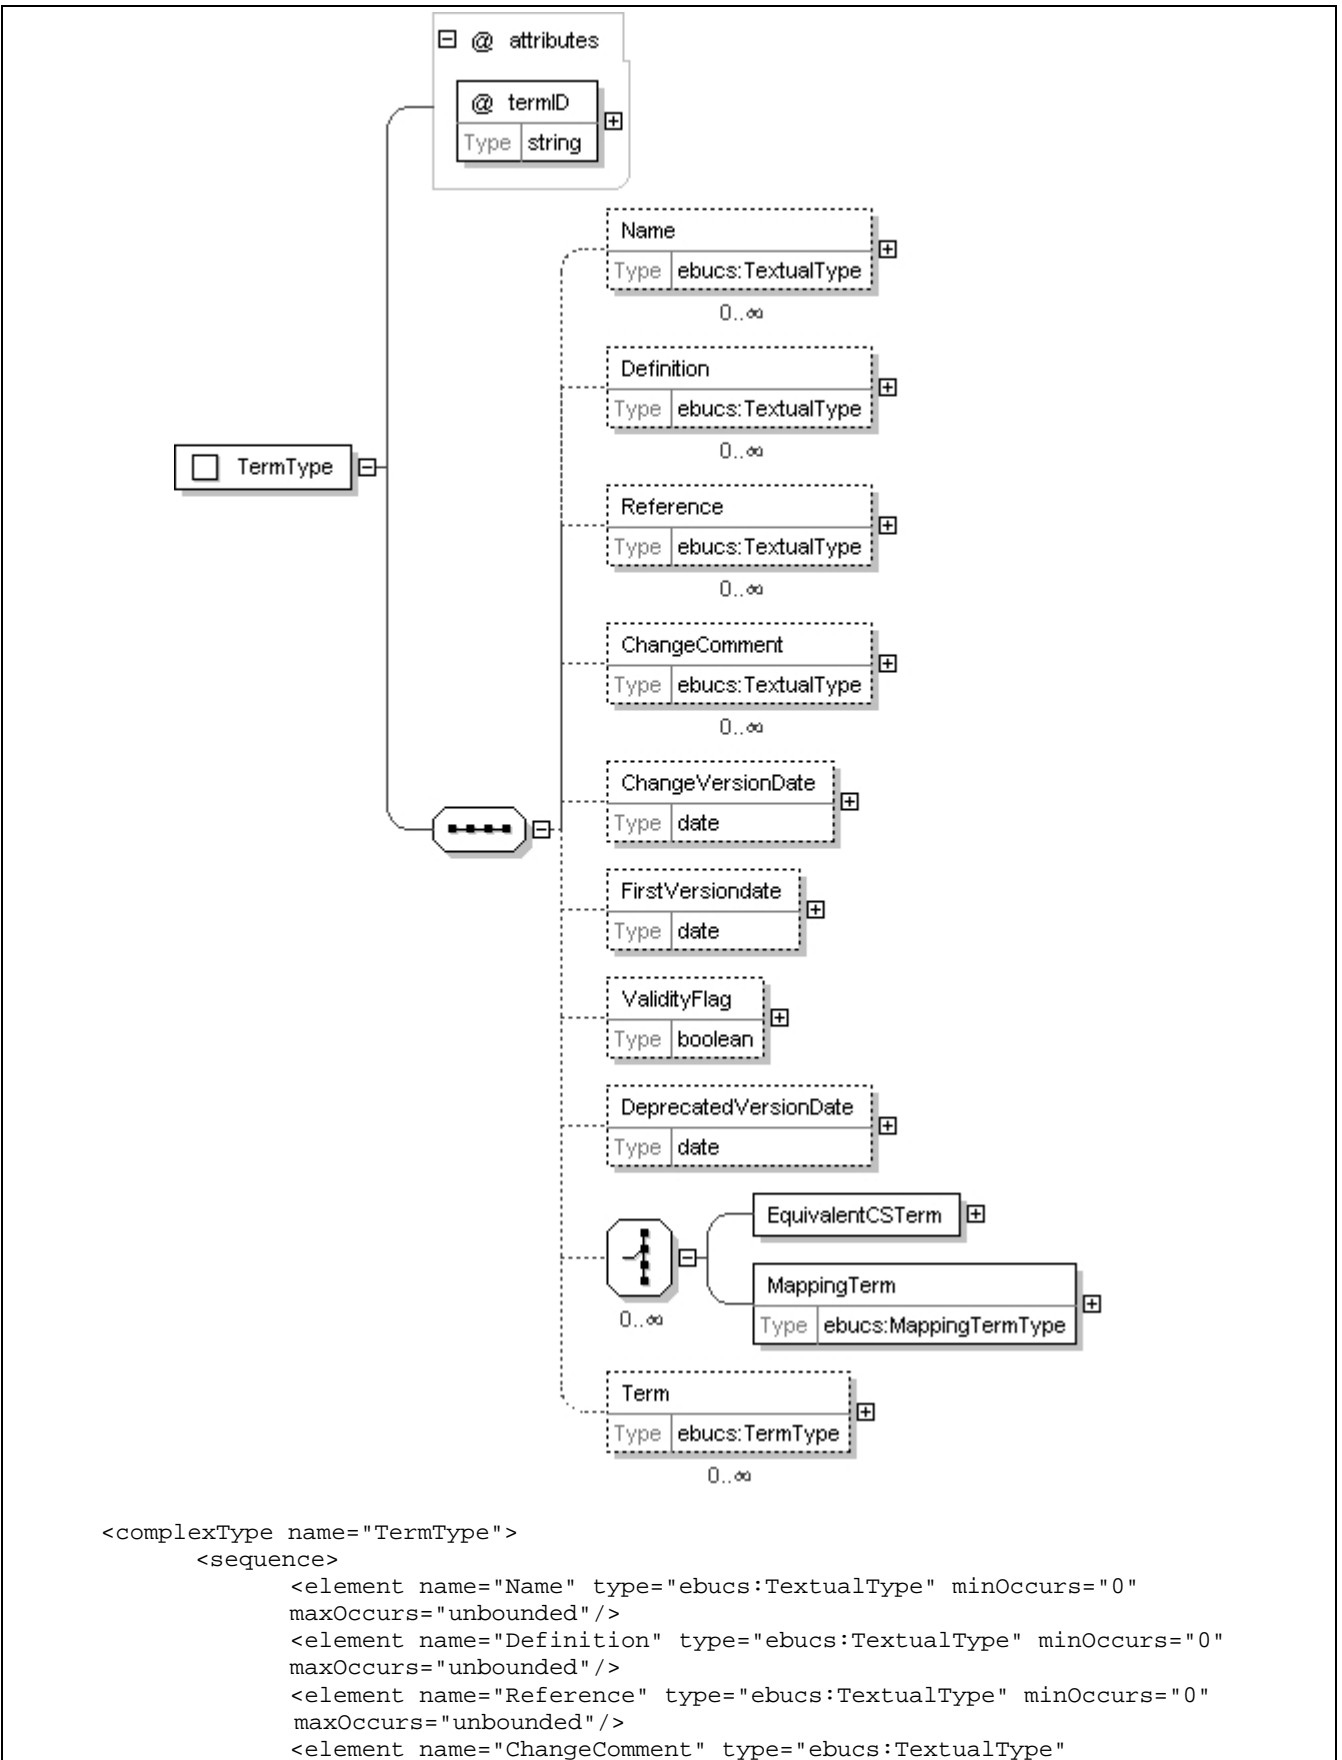 @ attributes
@ termID
Type string
Name
Type ebucs:TextualType
0..∞
Definition
Type ebucs:TextualType
0..∞
TermType
Reference
Type ebucs:TextualType
0..∞
ChangeComment
Type ebucs:TextualType
0..∞
ChangeVersionDate
Type date
FirstVersiondate
Type date
ValidityFlag
Type boolean
DeprecatedVersionDate
Type date
EquivalentCSTerm
MappingTerm
0..∞
Type ebucs:MappingTermType
Term
Type ebucs:TermType
0..∞
<complexType name="TermType">
<sequence>
<element name="Name" type="ebucs:TextualType" minOccurs="0"
maxOccurs="unbounded"/>
<element name="Definition" type="ebucs:TextualType" minOccurs="0"
maxOccurs="unbounded"/>
<element name="Reference" type="ebucs:TextualType" minOccurs="0"
maxOccurs="unbounded"/>
<element name="ChangeComment" type="ebucs:TextualType"